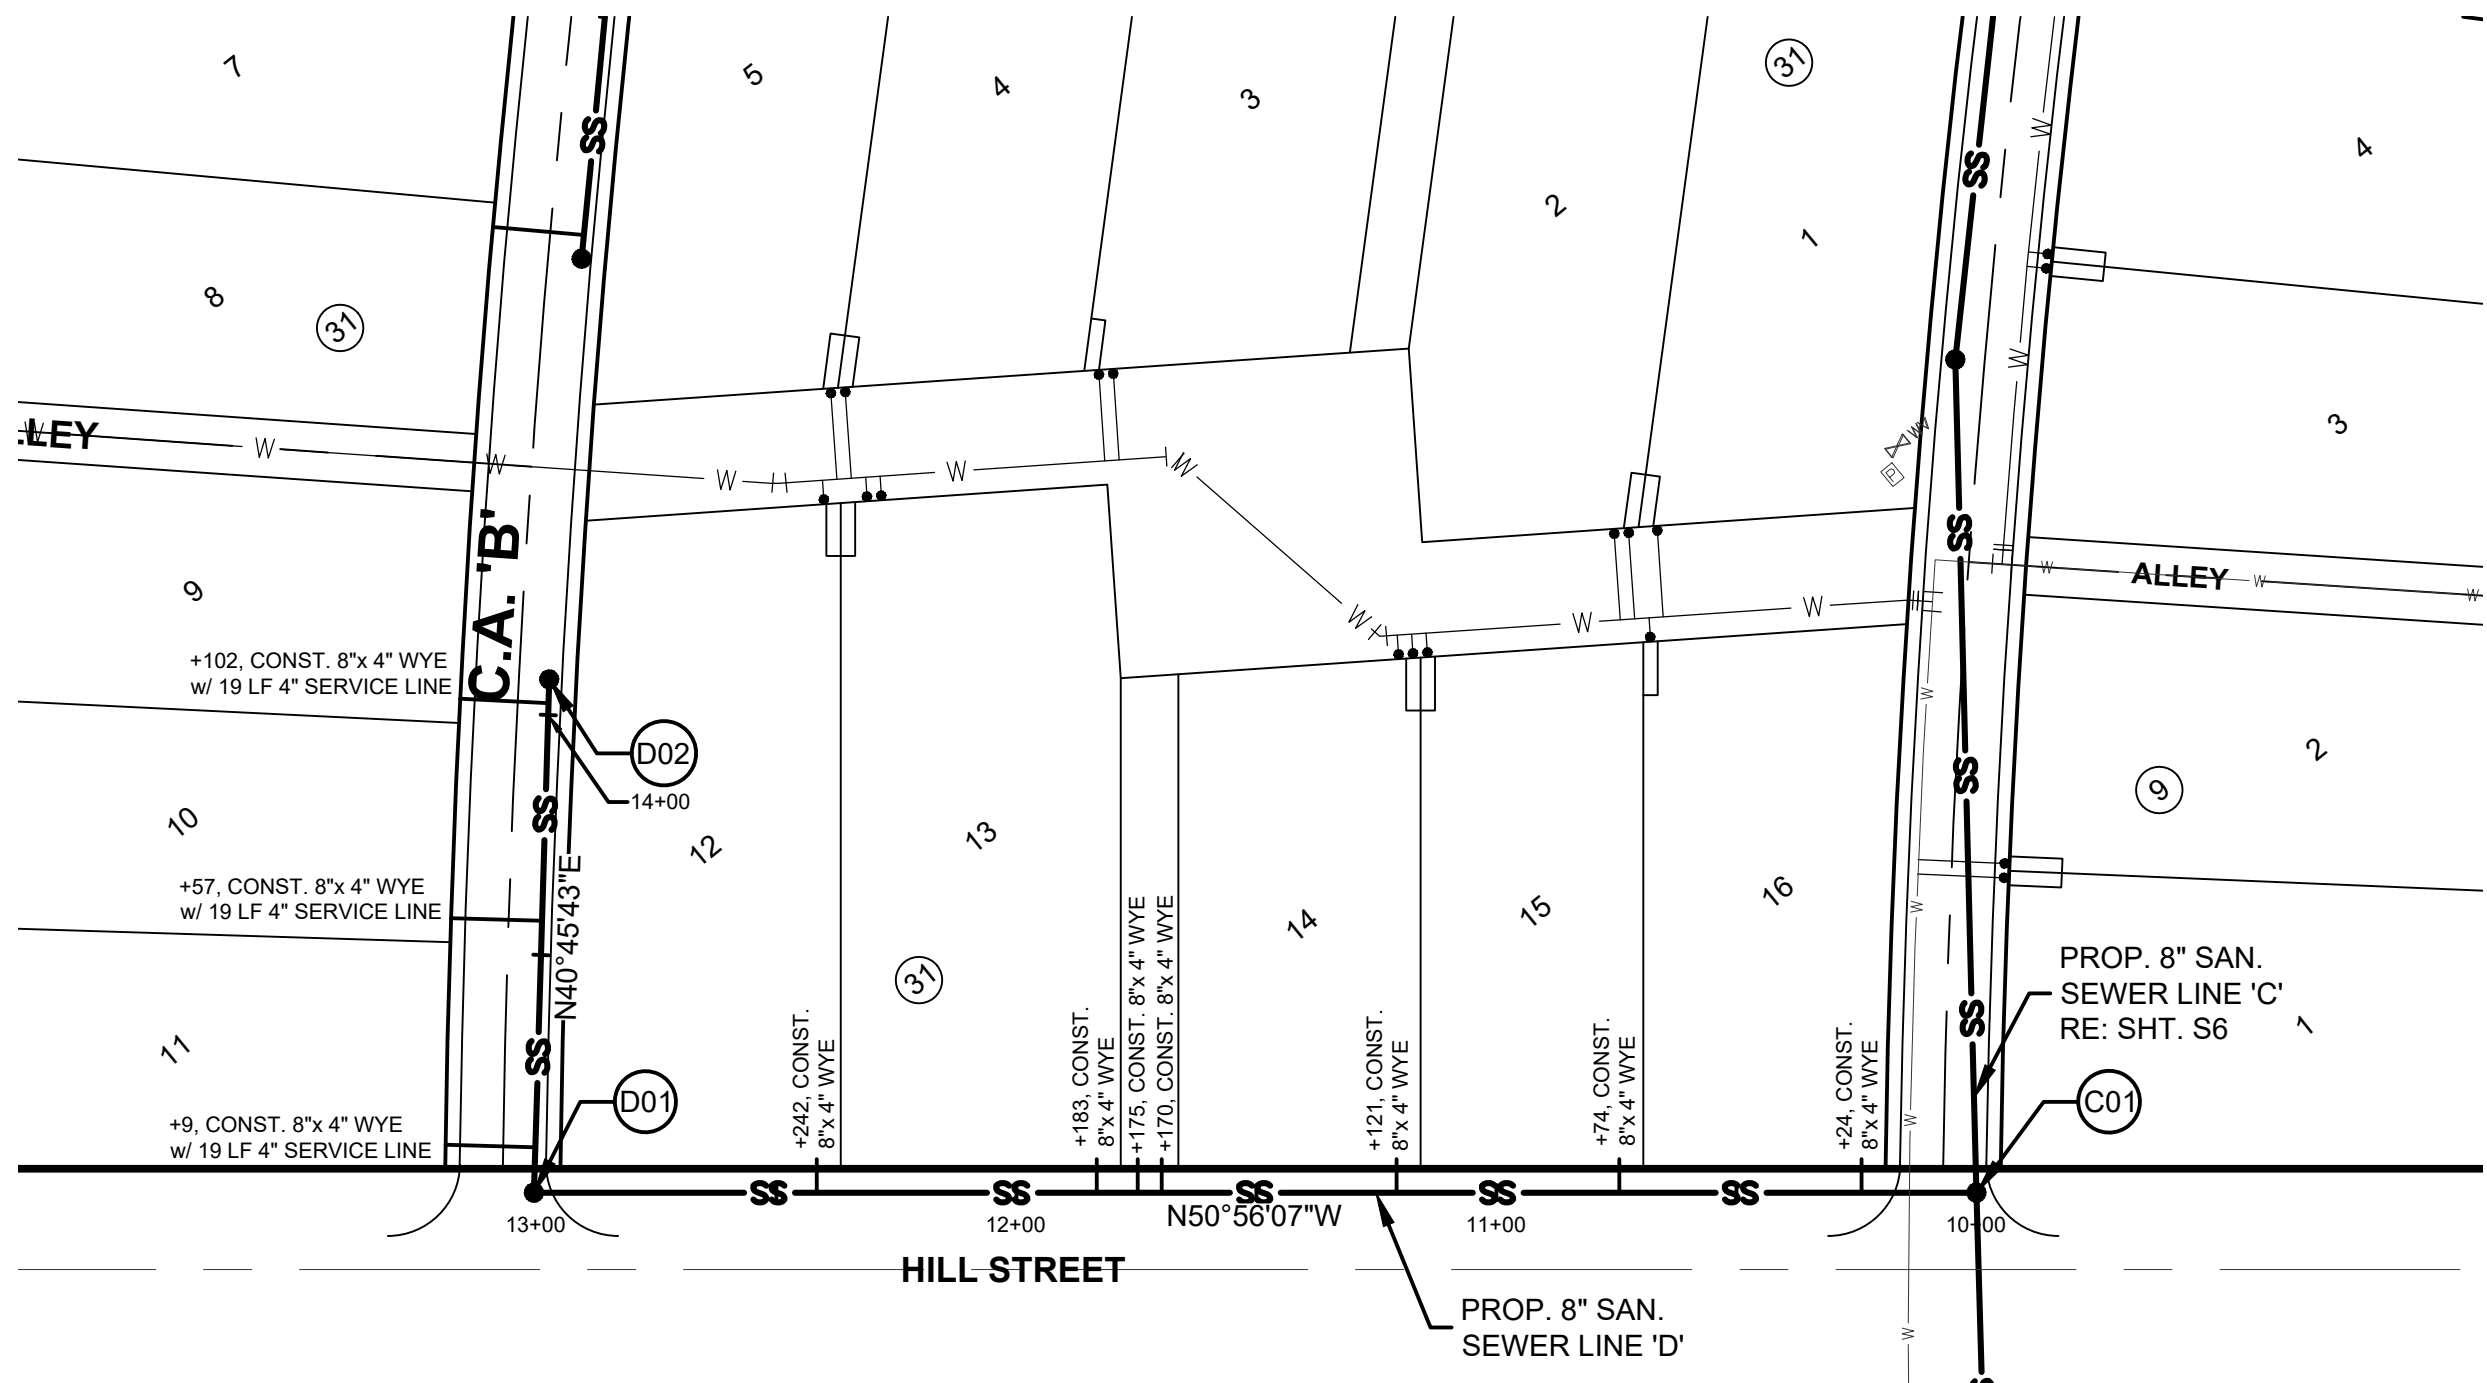 7
5
4
3
31
4
2
1
8
31
3
SS
SS
W
W
LLEY
W
W
W
W
W
W
W
W
W
W
P
SS
ALLEY
W
W
W
9
C.A. 'B'
+102, CONST. 8"x 4" WYE
w/ 19 LF 4" SERVICE LINE
D02
14+00
SS
10
12
13
N40°45'43"E
+57, CONST. 8"x 4" WYE
w/ 19 LF 4" SERVICE LINE
31
14
15
16
W
W
SS
2
9
1
11
SS
SS
PROP. 8" SAN.
SEWER LINE 'C'
RE: SHT. S6
C01
D01
+9, CONST. 8"x 4" WYE
w/ 19 LF 4" SERVICE LINE
+242, CONST.
8"x 4" WYE
+183, CONST.
8"x 4" WYE
+175, CONST. 8"x 4" WYE
+170, CONST. 8"x 4" WYE
+121, CONST.
8"x 4" WYE
+74, CONST.
8"x 4" WYE
+24, CONST.
8"x 4" WYE
W
SS
SS
SS
SS
SS
13+00
12+00
N50°56'07"W
11+00
10+00
HILL STREET
W
PROP. 8" SAN.
SEWER LINE 'D'